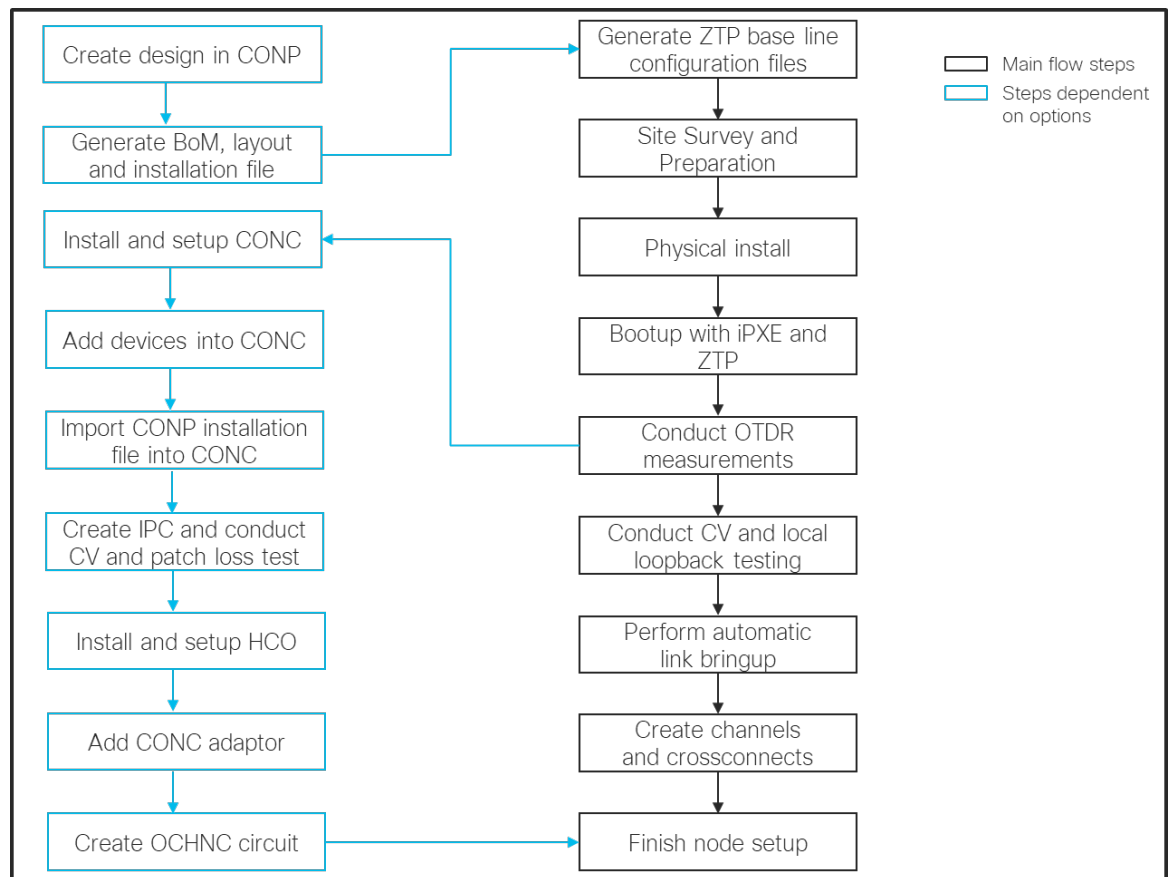 Create design in CONP
Generate BoM, layout
and installation file
Install and setup CONC
Add devices into CONC
Import CONP installation
file into CONC
Create IPC and conduct
CV and patch loss test
Install and setup HCO
Add CONC adaptor
Create OCHNC circuit
Generate ZTP base line
configuration files
Site Survey and
Preparation
Physical install
Bootup with iPXE and
ZTP
Conduct OTDR
measurements
Conduct CV and local
loopback testing
Perform automatic
link bringup
Create channels
and crossconnects
Finish node setup
Main flow steps
Steps dependent
on options